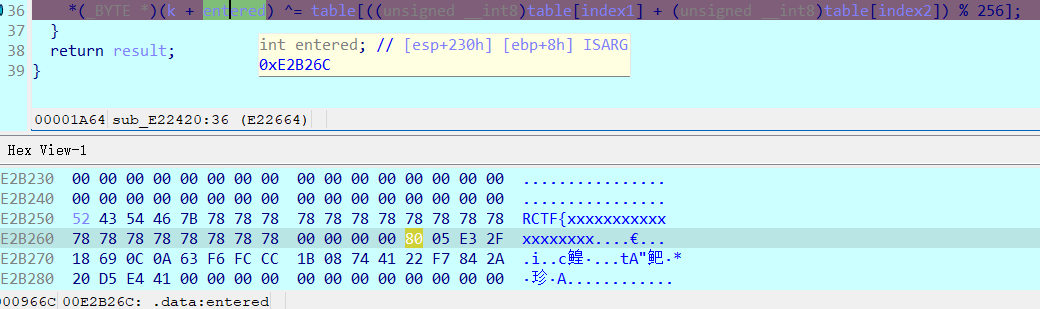 36 *(_BYTE *)(k + entered) ^= table[((unsigned __int8)table[index1] + (unsigned __int8)table[index2]) % 256];
37 }
38 return result;
39 }
int entered; // [esp+230h] [ebp+8h] ISARG
0xE2B26C
00001A64 sub_E22420:36 (E22664)
Hex View-1
E2B230 00 00 00 00 00 00 00 00 00 00 00 00 00 00 00 00 ................
E2B240 00 00 00 00 00 00 00 00 00 00 00 00 00 00 00 00 ................
E2B250 52 43 54 46 7B 78 78 78 78 78 78 78 78 78 78 78 RCTF{xxxxxxxxxxx
E2B260 78 78 78 78 78 78 78 78 00 00 00 00 80 05 E3 2F xxxxxxxx....€...
E2B270 18 69 0C 0A 63 F6 FC CC 1B 08 74 41 22 F7 84 2A .i..c鰉·...tA"鲃·*
E2B280 20 D5 E4 41 00 00 00 00 00 00 00 00 00 00 00 00 ·珍·A............
000966C 00E2B26C: .data:entered